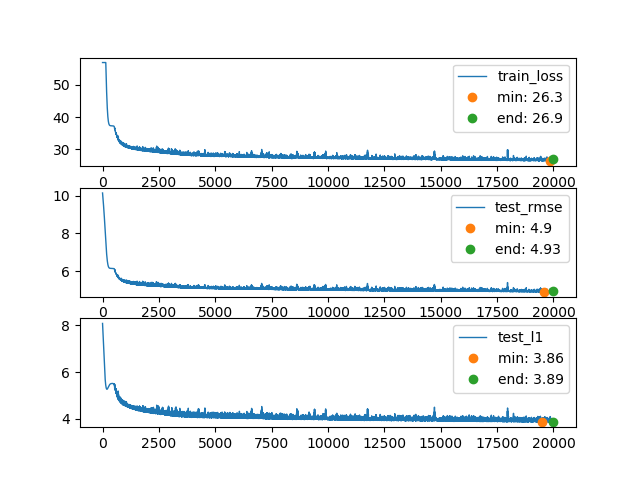 50
40
30
train_loss
min: 26.3
end: 26.9
0 2500 5000 7500 10000 12500 15000 17500 20000
10
8
6
test_rmse
min: 4.9
end: 4.93
0 2500 5000 7500 10000 12500 15000 17500 20000
8
6
4
test_l1
min: 3.86
end: 3.89
0 2500 5000 7500 10000 12500 15000 17500 20000